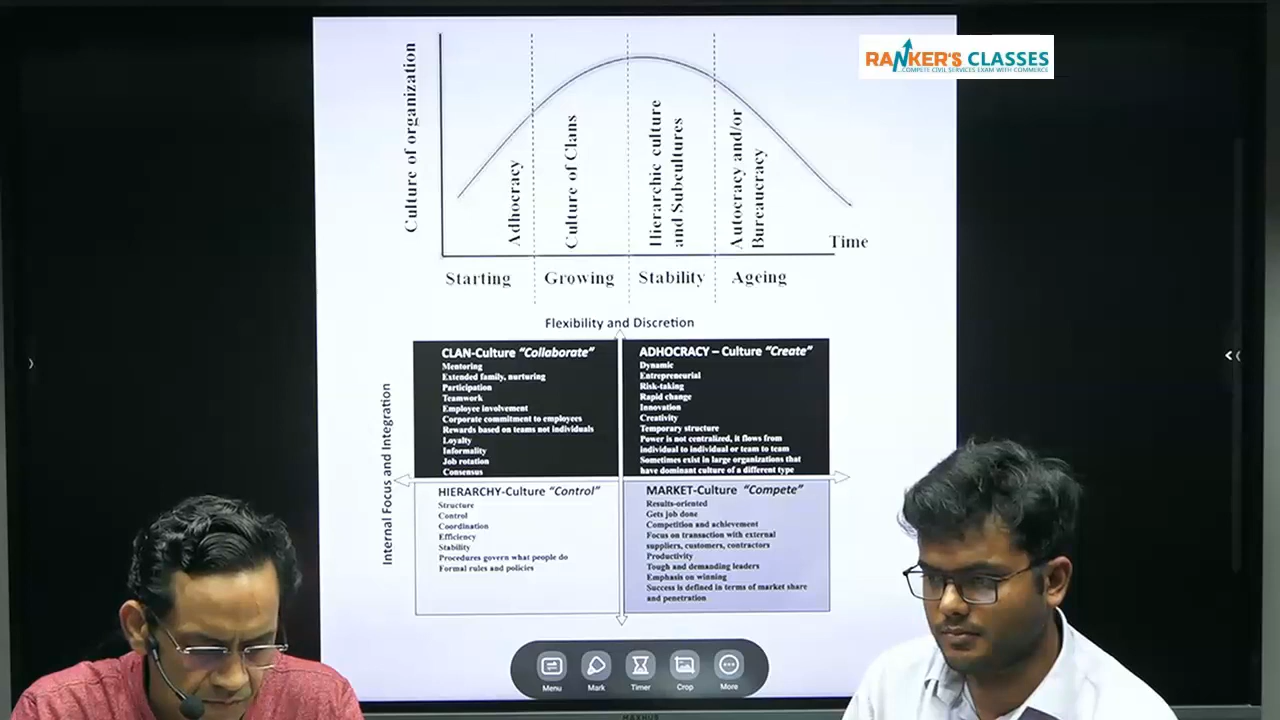 RANKER'S CLASSES
COMPETE CIVIL SERVICES EXAM WITH COMMERCE
Culture of organization
Adhocracy
Culture of Clans
Hierarchic culture
and Subcultures
Autocracy and/or
Bureaucracy
Time
Starting
Growing
Stability
Ageing
Flexibility and Discretion
Internal Focus and Integration
CLAN-Culture "Collaborate"
Mentoring
Extended family, nurturing
Participation
Teamwork
Employee involvement
Corporate commitment to employees
Rewards based on teams not individuals
Loyalty
Informality
Job rotation
Consensus
ADHOCRACY – Culture "Create"
Dynamic
Entrepreneurial
Risk-taking
Rapid change
Innovation
Creativity
Temporary structure
Power is not centralized, it flows from
individual to individual or team to team
Sometimes exist in large organizations that
have dominant culture of a different type
HIERARCHY-Culture "Control"
Structure
Control
Coordination
Efficiency
Stability
Procedures govern what people do
Formal rules and policies
MARKET-Culture "Compete"
Results-oriented
Gets job done
Competition and achievement
Focus on transaction with external
suppliers, customers, contractors
Productivity
Tough and demanding leaders
Emphasis on winning
Success is defined in terms of market share
and penetration
Menu
Mark
Timer
Crop
More
MAXHUB